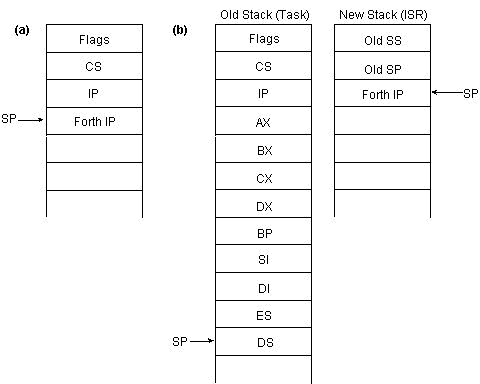 (a)
Flags
CS
IP
SP
Forth IP
(b)
Old Stack (Task)
Flags
CS
IP
AX
BX
CX
DX
BP
SI
DI
ES
SP
DS
New Stack (ISR)
Old SS
Old SP
Forth IP
SP